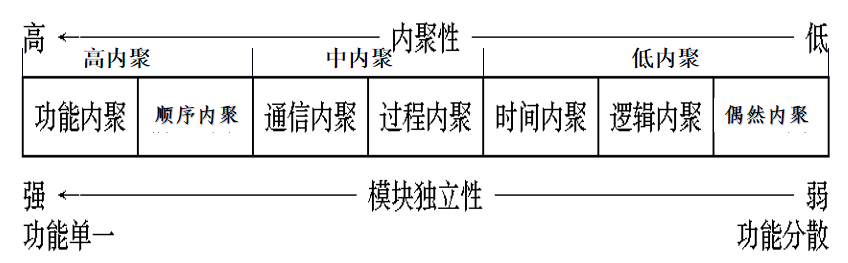 高 ← 内聚性 低
高内聚 中内聚 低内聚
功能内聚 顺序内聚 通信内聚 过程内聚 时间内聚 逻辑内聚 偶然内聚
强 ← 模块独立性 弱
功能单一 功能分散